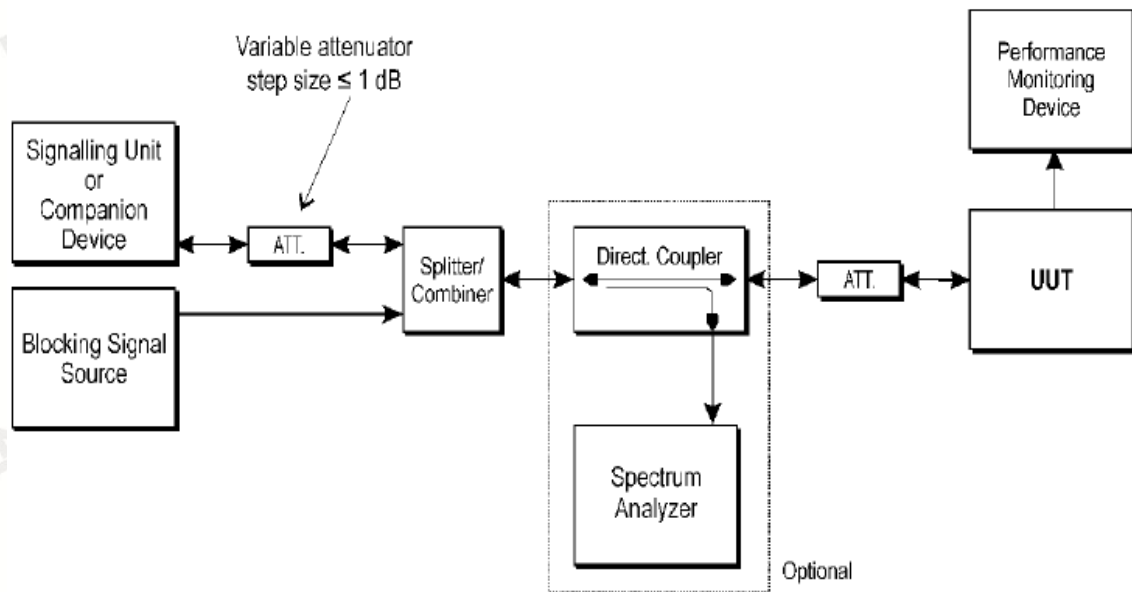 Variable attenuator
step size ≤ 1 dB
Performance
Monitoring
Device
Signalling Unit
or
Companion
Device
ATT.
Splitter/
Combiner
Direct. Coupler
ATT.
UUT
Blocking Signal
Source
Spectrum
Analyzer
Optional